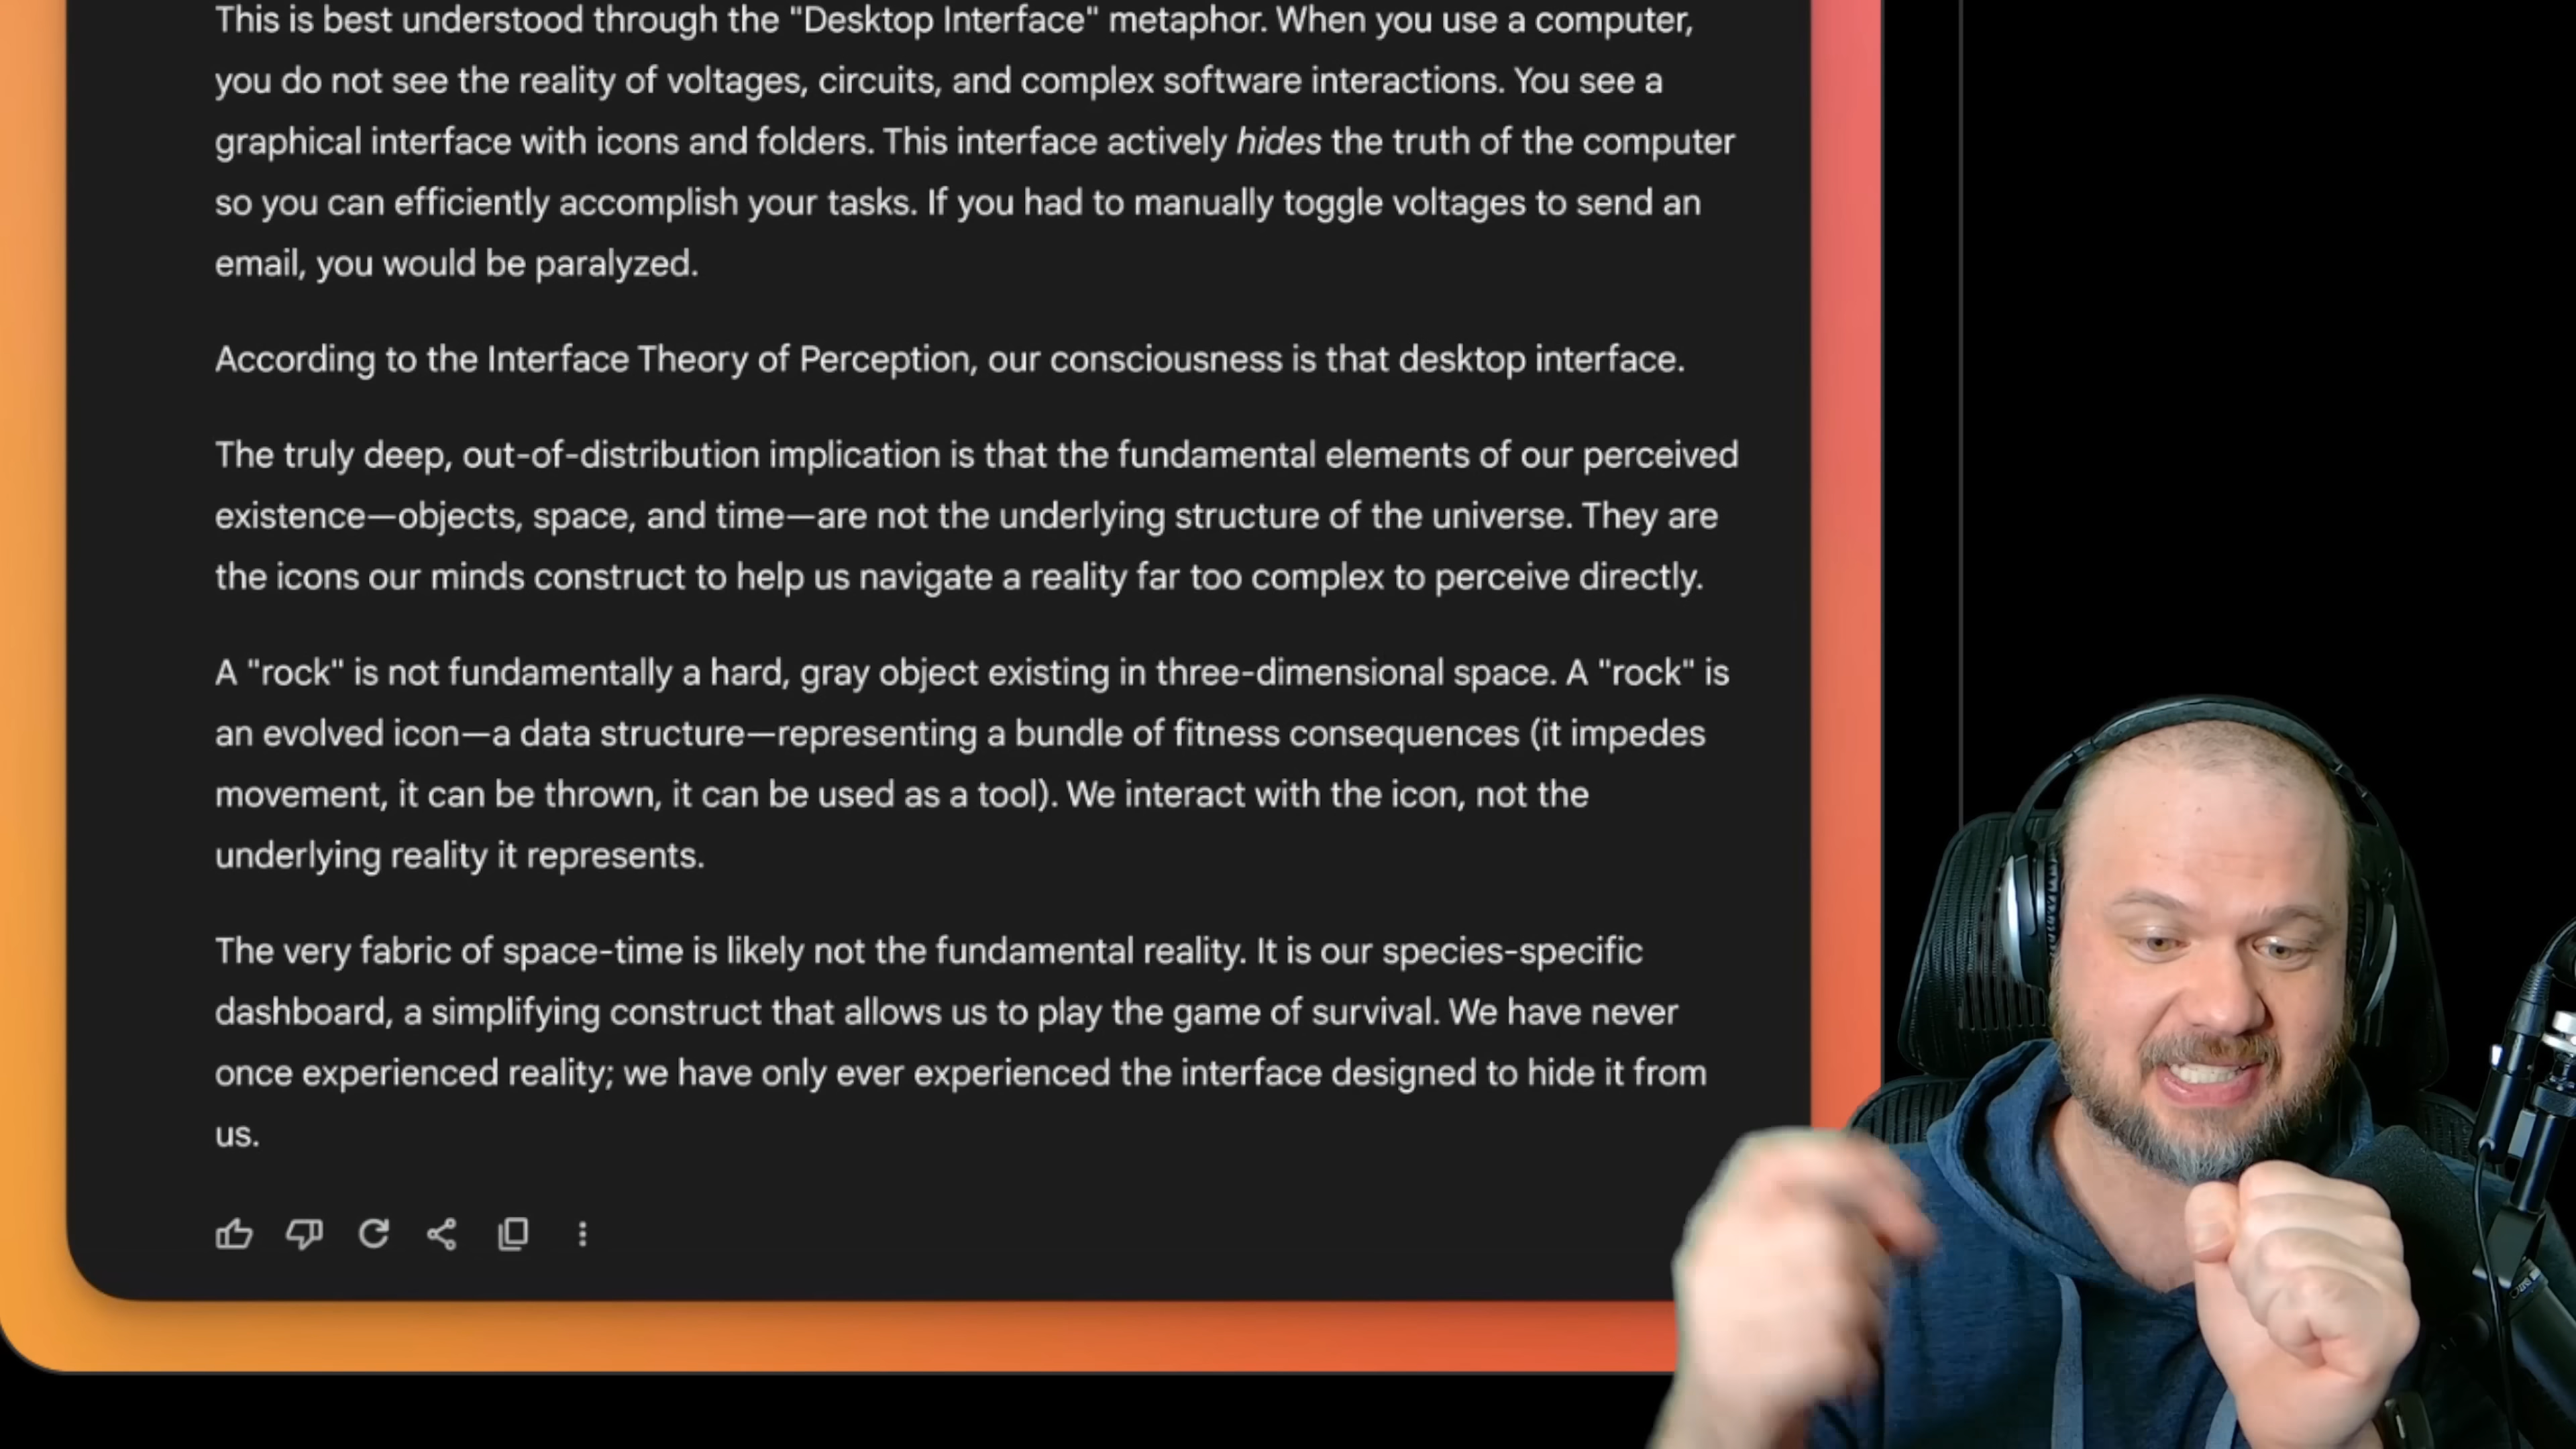 This is best understood through the "Desktop Interface" metaphor. When you use a computer,
you do not see the reality of voltages, circuits, and complex software interactions. You see a
graphical interface with icons and folders. This interface actively hides the truth of the computer
so you can efficiently accomplish your tasks. If you had to manually toggle voltages to send an
email, you would be paralyzed.
According to the Interface Theory of Perception, our consciousness is that desktop interface.
The truly deep, out-of-distribution implication is that the fundamental elements of our perceived
existence—objects, space, and time—are not the underlying structure of the universe. They are
the icons our minds construct to help us navigate a reality far too complex to perceive directly.
A "rock" is not fundamentally a hard, gray object existing in three-dimensional space. A "rock" is
an evolved icon—a data structure—representing a bundle of fitness consequences (it impedes
movement, it can be thrown, it can be used as a tool). We interact with the icon, not the
underlying reality it represents.
The very fabric of space-time is likely not the fundamental reality. It is our species-specific
dashboard, a simplifying construct that allows us to play the game of survival. We have never
once experienced reality; we have only ever experienced the interface designed to hide it from
us.